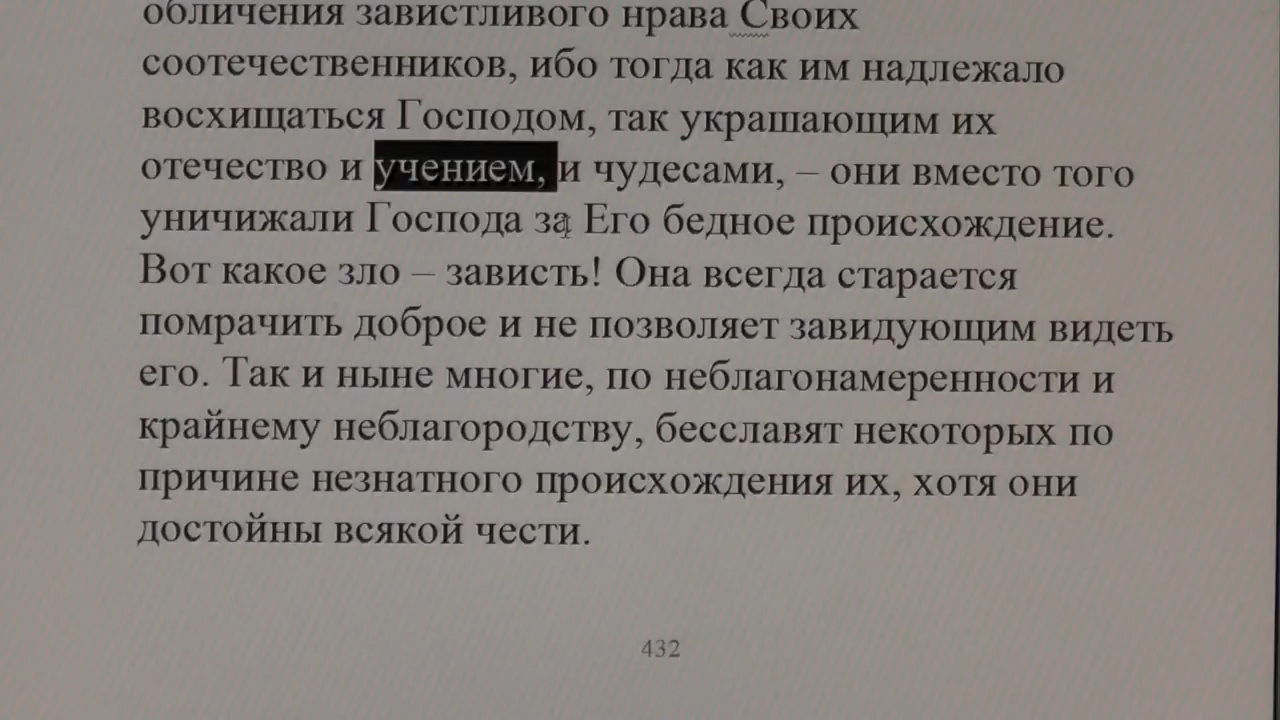 обличения завистливого нрава Своих
соотечественников, ибо тогда как им надлежало
восхищаться Господом, так украшающим их
отечество и учением, и чудесами, – они вместо того
уничижали Господа за Его бедное происхождение.
Вот какое зло – зависть! Она всегда старается
помрачить доброе и не позволяет завидующим видеть
его. Так и ныне многие, по неблагонамеренности и
крайнему неблагородству, бесславят некоторых по
причине незнатного происхождения их, хотя они
достойны всякой чести.
432